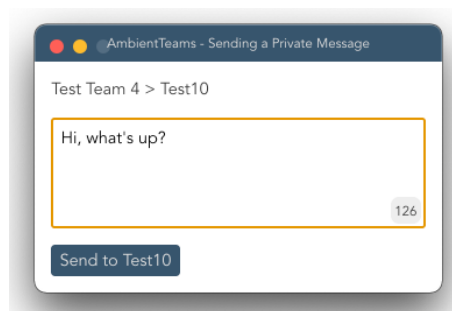 AmbientTeams - Sending a Private Message
Test Team 4 > Test10
Hi, what's up?
126
Send to Test10